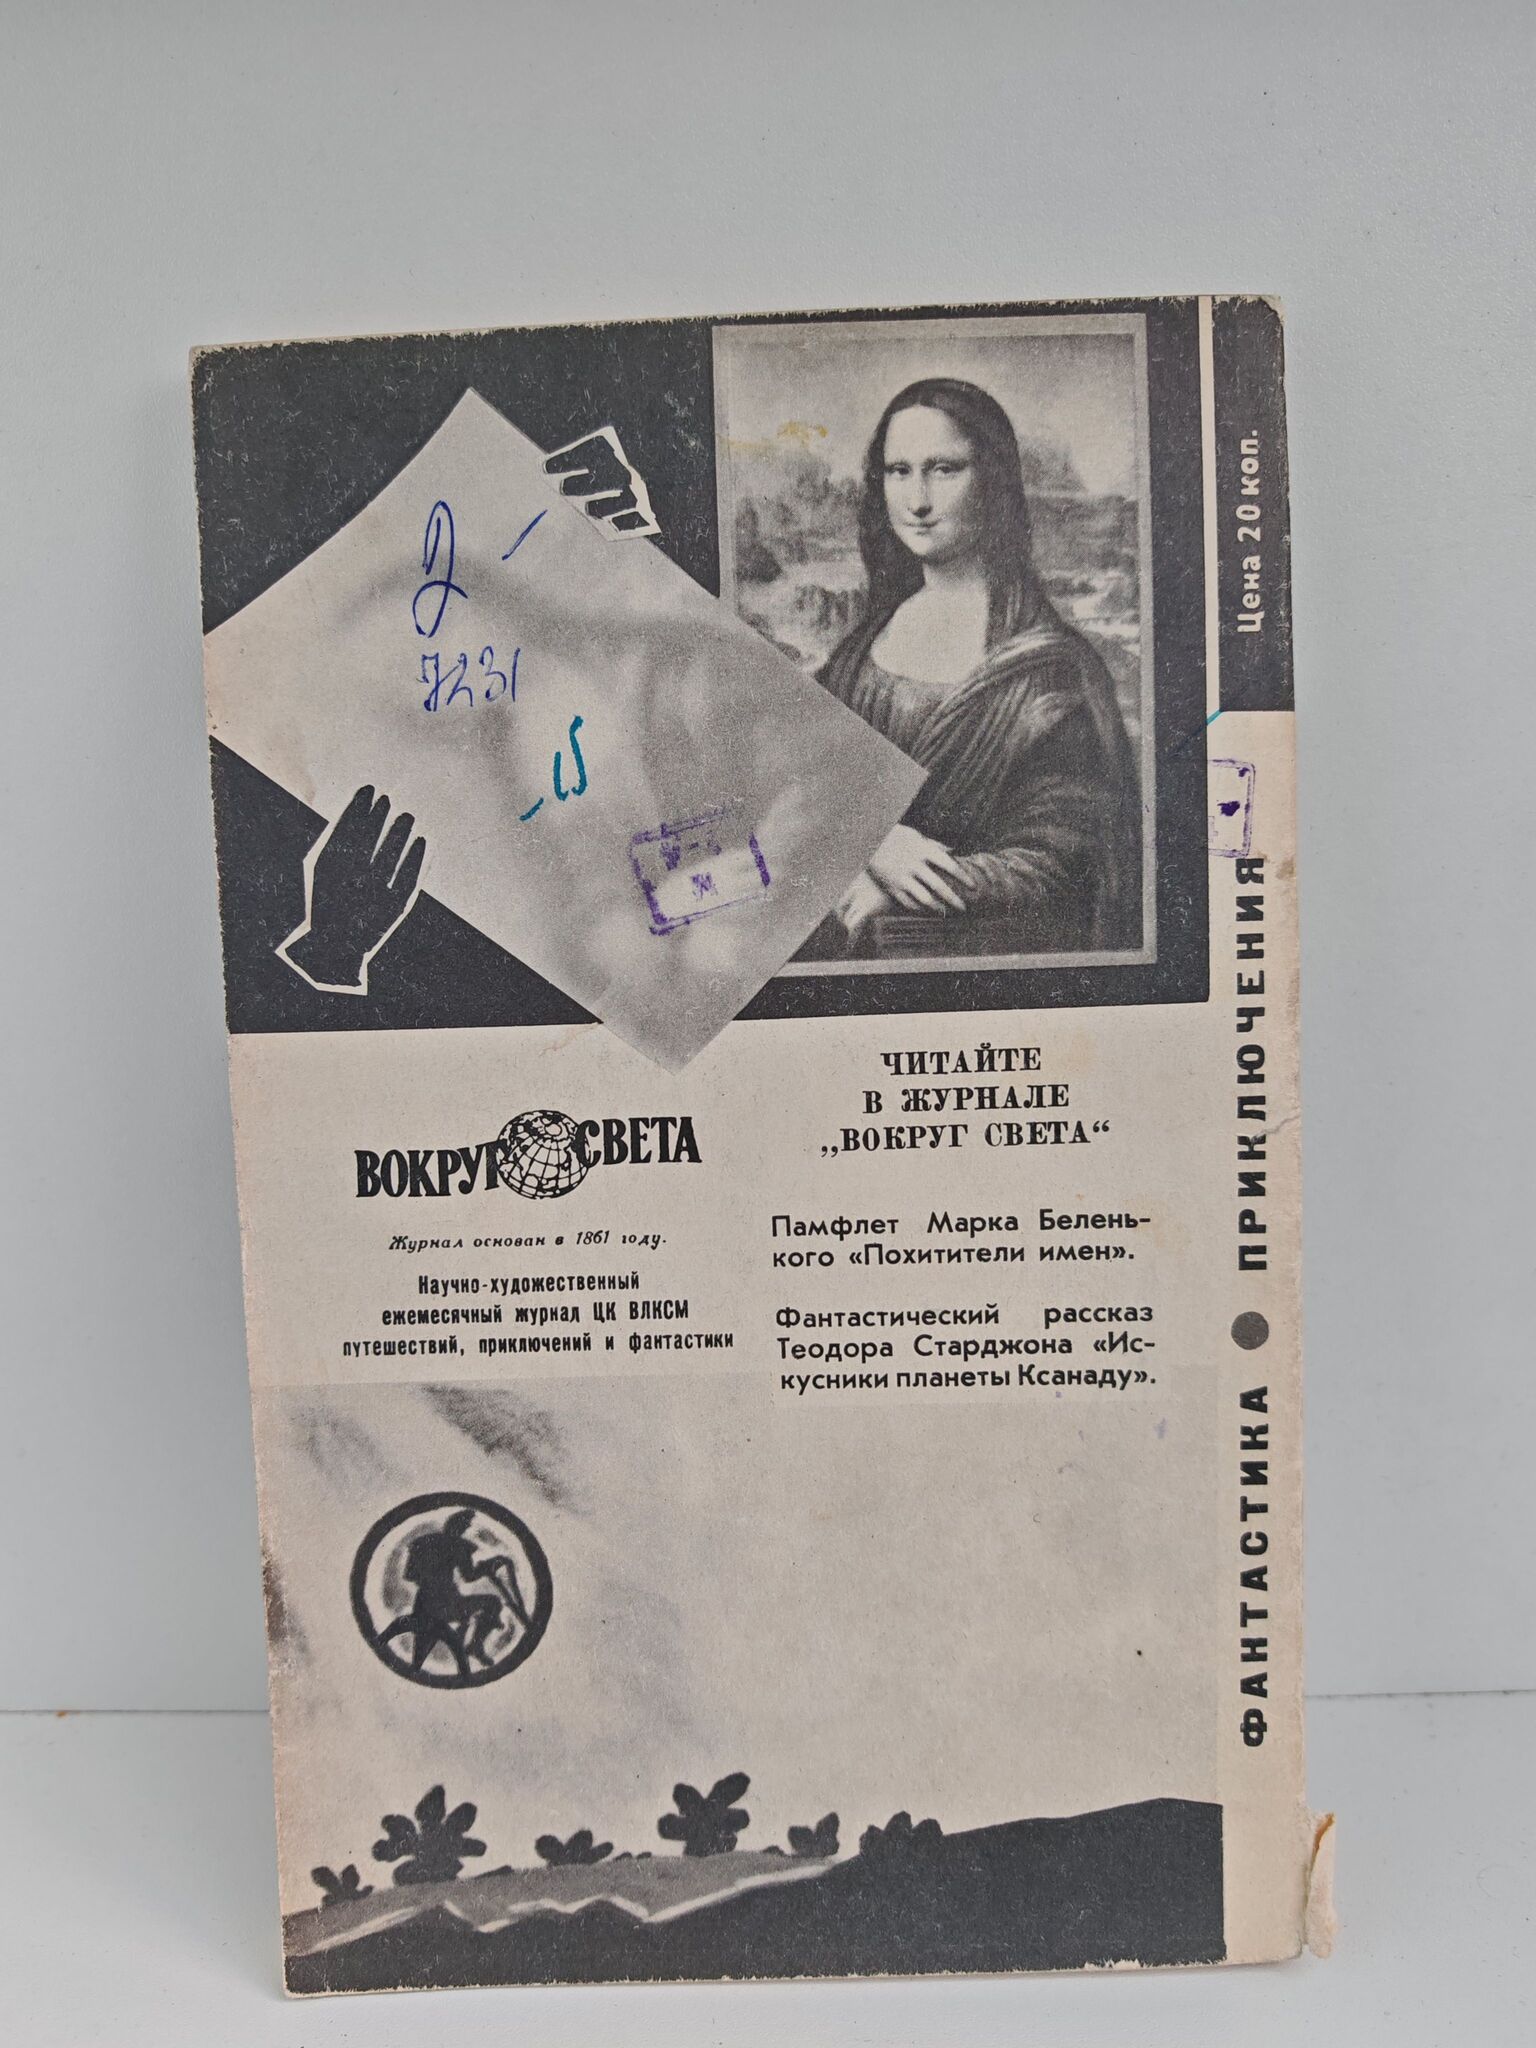 Цена 20 коп.
2 -
7231
- 15
ЧИТАЙТЕ
В ЖУРНАЛЕ
„ВОКРУГ СВЕТА“
ВОКРУГ СВЕТА
Журнал основан в 1861 году.
Научно-художественный
ежемесячный журнал ЦК ВЛКСМ
путешествий, приключений и фантастики
Памфлет Марка Белень-
кого «Похитители имен».
Фантастический рассказ
Теодора Старджона «Ис-
кусники планеты Ксанаду».
ФАНТАСТИКА ● ПРИКЛЮЧЕНИЯ